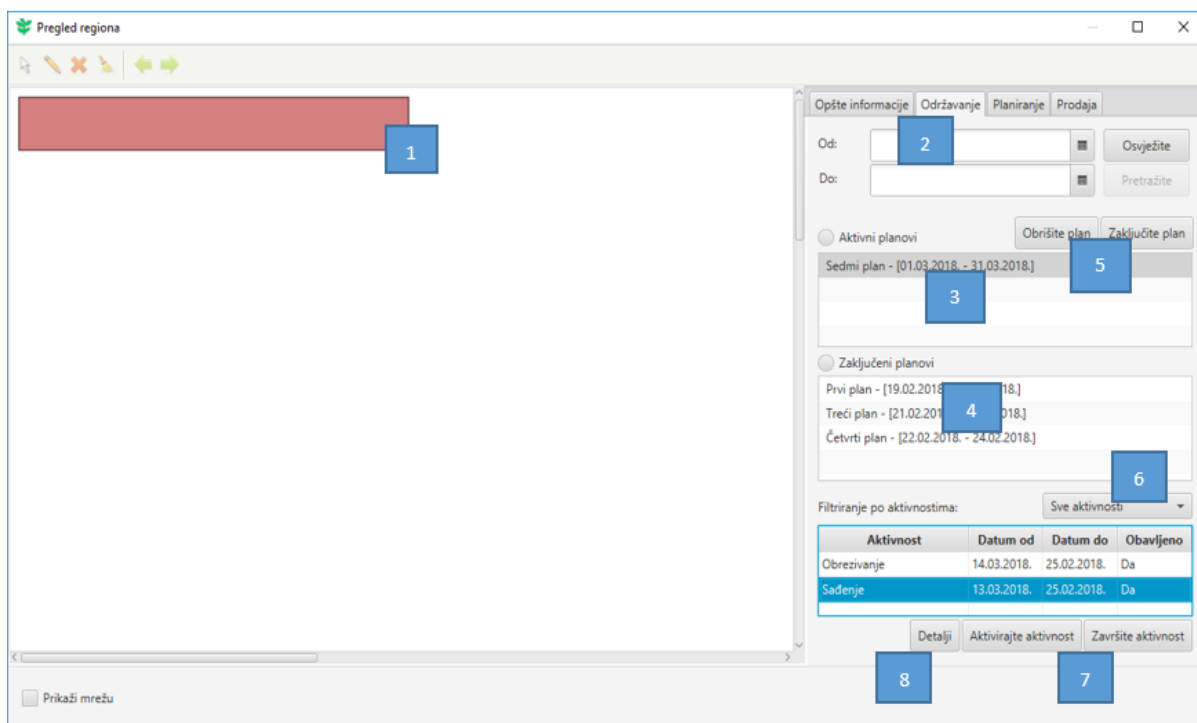 Pregled regiona
Opšte informacije Održavanje Planiranje Prodaja
1
2
Od: Osvježite
Do: Pretražite
Aktivni planovi Obrišite plan Zaključite plan
5
Sedmi plan - [01.03.2018. - 31.03.2018.]
3
Zaključeni planovi
Prvi plan - [19.02.2018 18.]
Treći plan - [21.02.201 018.]
4
Četvrti plan - [22.02.2018. - 24.02.2018.]
6
Filtriranje po aktivnostima: Sve aktivnosti
Aktivnost Datum od Datum do Obavljeno
Obrezivanje 14.03.2018. 25.02.2018. Da
Sađenje 13.03.2018. 25.02.2018. Da
Detalji Aktivirajte aktivnost Završite aktivnost
8 7
Prikaži mrežu